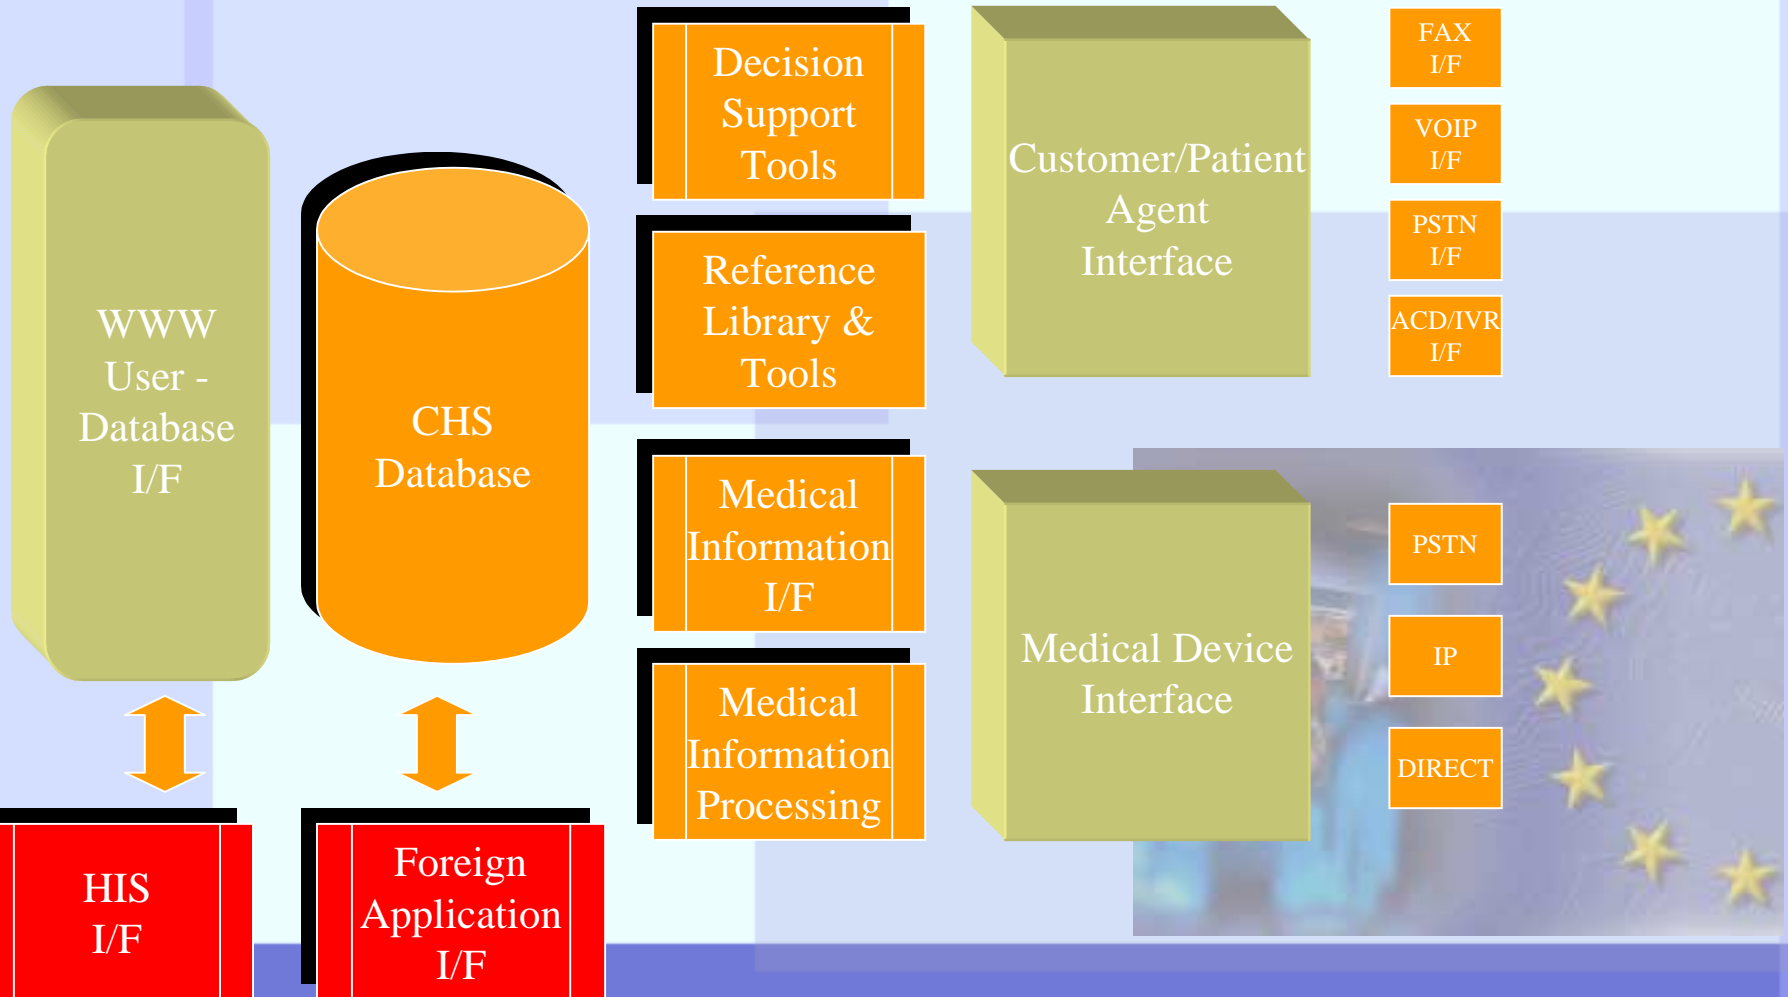 WWW
User -
Database
I/F
CHS
Database
Decision
Support
Tools
Reference
Library &
Tools
Medical
Information
I/F
Medical
Information
Processing
Customer/Patient
Agent
Interface
Medical Device
Interface
FAX
I/F
VOIP
I/F
PSTN
I/F
ACD/IVR
I/F
PSTN
IP
DIRECT
HIS
I/F
Foreign
Application
I/F